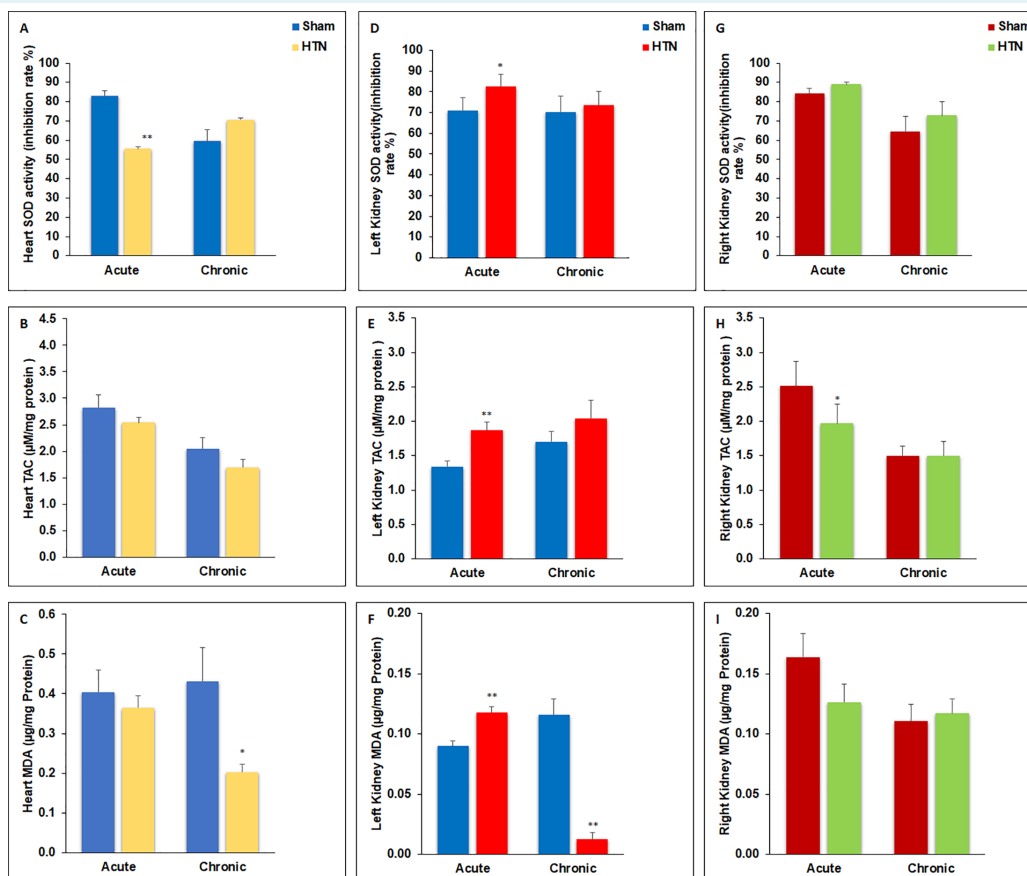 A
Sham
HTN
Heart SOD activity (inhibition rate %)
100
90
80
70
60
50
40
30
20
10
0
**
Acute
Chronic
D
Sham
HTN
Left Kidney SOD activity(inhibition
rate %)
100
90
80
70
60
50
40
30
20
10
0
*
Acute
Chronic
G
Sham
HTN
Right Kidney SOD activity(inhibition
rate %)
100
90
80
70
60
50
40
30
20
10
0
Acute
Chronic
B
Heart TAC (µM/mg protein )
4.5
4.0
3.5
3.0
2.5
2.0
1.5
1.0
0.5
0.0
Acute
Chronic
E
Left Kidney TAC (µM/mg protein )
3.5
3.0
2.5
2.0
1.5
1.0
0.5
0.0
**
Acute
Chronic
H
Right Kidney TAC (µM/mg protein )
3.5
3.0
2.5
2.0
1.5
1.0
0.5
0.0
*
Acute
Chronic
C
Heart MDA (µg/mg Protein)
0.6
0.5
0.4
0.3
0.2
0.1
0.0
*
Acute
Chronic
F
Left Kidney MDA (µg/mg Protein)
0.20
0.15
0.10
0.05
0.00
**
**
Acute
Chronic
I
Right Kidney MDA (µg/mg Protein)
0.20
0.15
0.10
0.05
0.00
Acute
Chronic